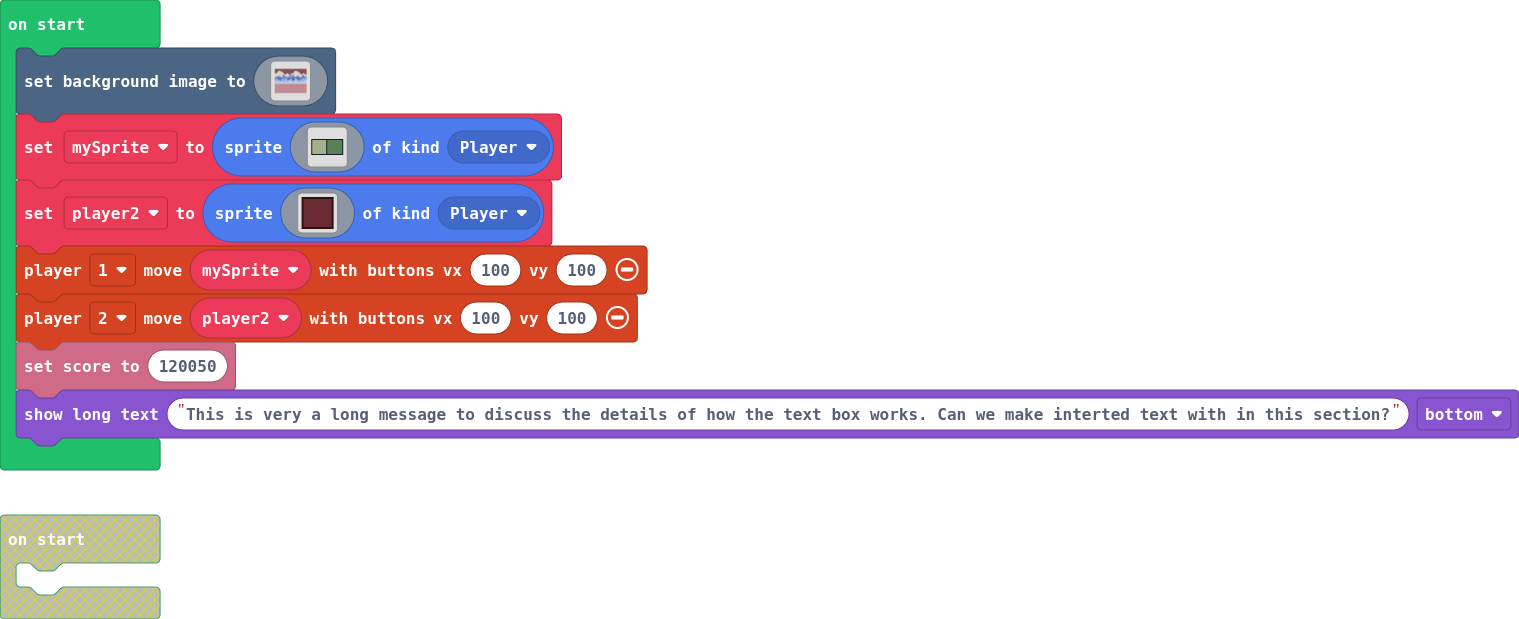 on start
set background image to
set mySprite to sprite of kind Player
set player2 to sprite of kind Player
player 1 move mySprite with buttons vx 100 vy 100
player 2 move player2 with buttons vx 100 vy 100
set score to 120050
show long text "This is very a long message to discuss the details of how the text box works. Can we make interted text with in this section?" bottom
on start